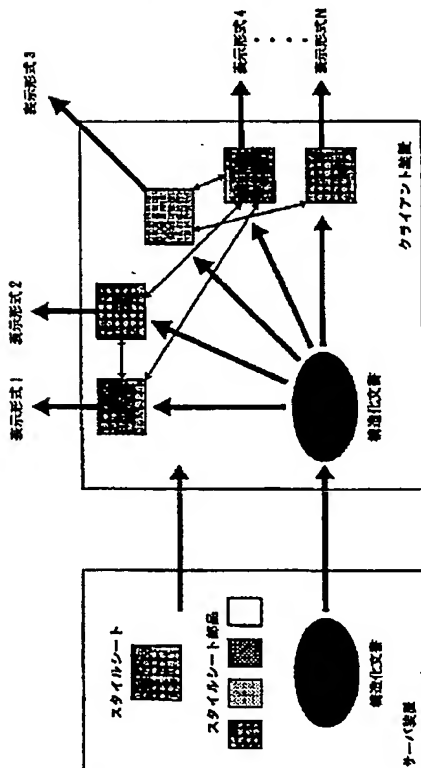 表示形式1
表示形式2
表示形式3
表示形式4
表示形式N
クライアント装置
構造化文書
スタイルシート
スタイルシート部品
構造化文書
サーバ装置